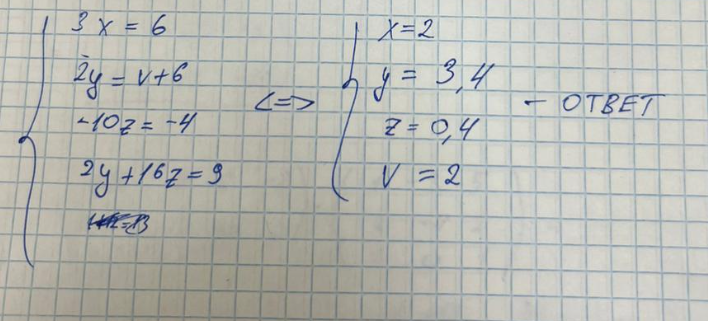 3x = 6
2y = v+6
-10z = -4
2y+16z=9
<=>
x=2
y = 3,4
z = 0,4
v = 2
- ОТВЕТ